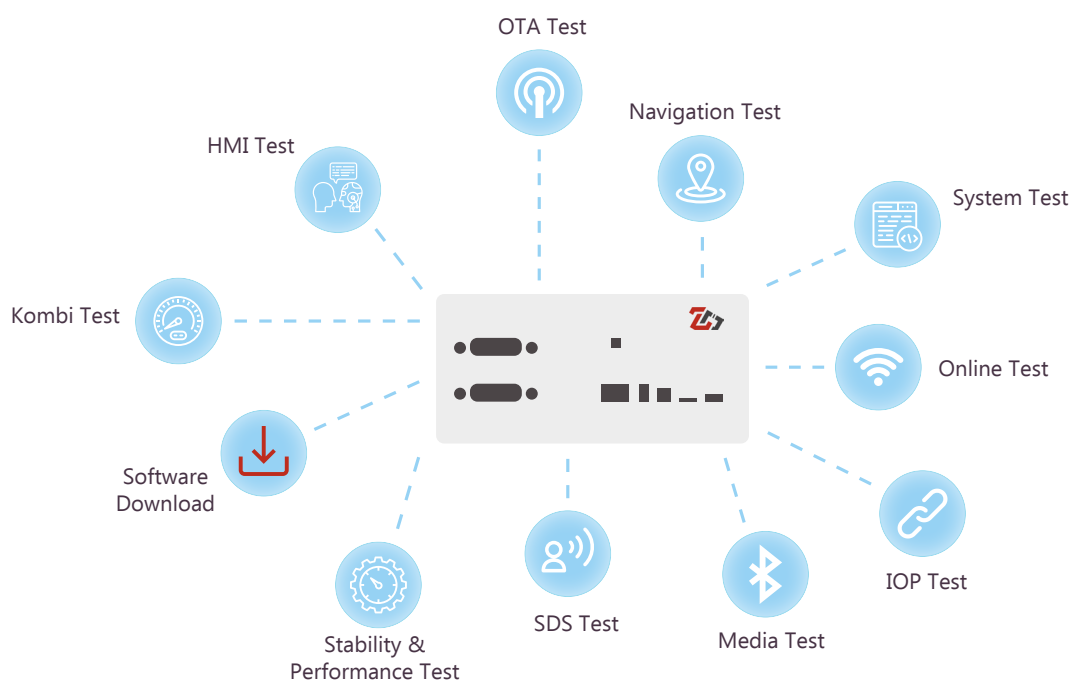 OTA Test
Navigation Test
HMI Test
System Test
Kombi Test
Online Test
Software
Download
IOP Test
SDS Test
Media Test
Stability &
Performance Test